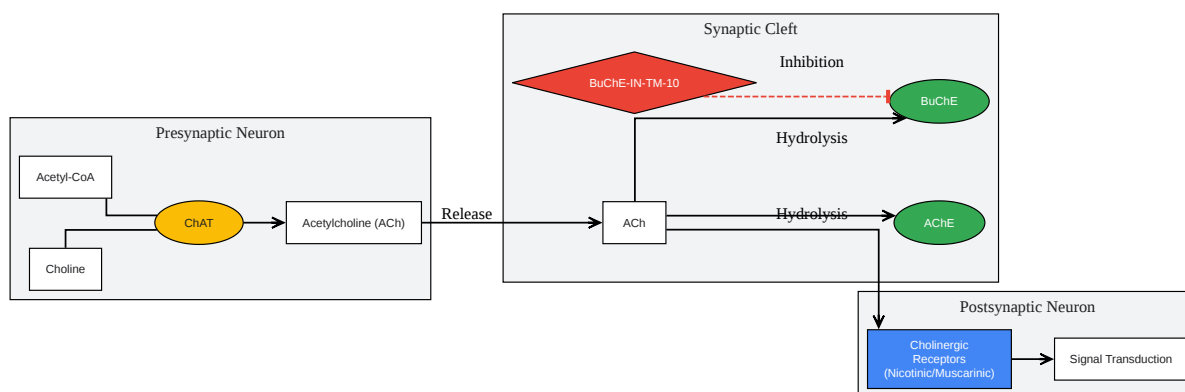 Synaptic Cleft
BuChE-IN-TM-10
Inhibition
BuChE
Hydrolysis
Presynaptic Neuron
Acetyl-CoA
ChAT
Acetylcholine (ACh)
Choline
Release
ACh
Hydrolysis
AChE
Postsynaptic Neuron
Cholinergic
Receptors
(Nicotinic/Muscarinic)
Signal Transduction